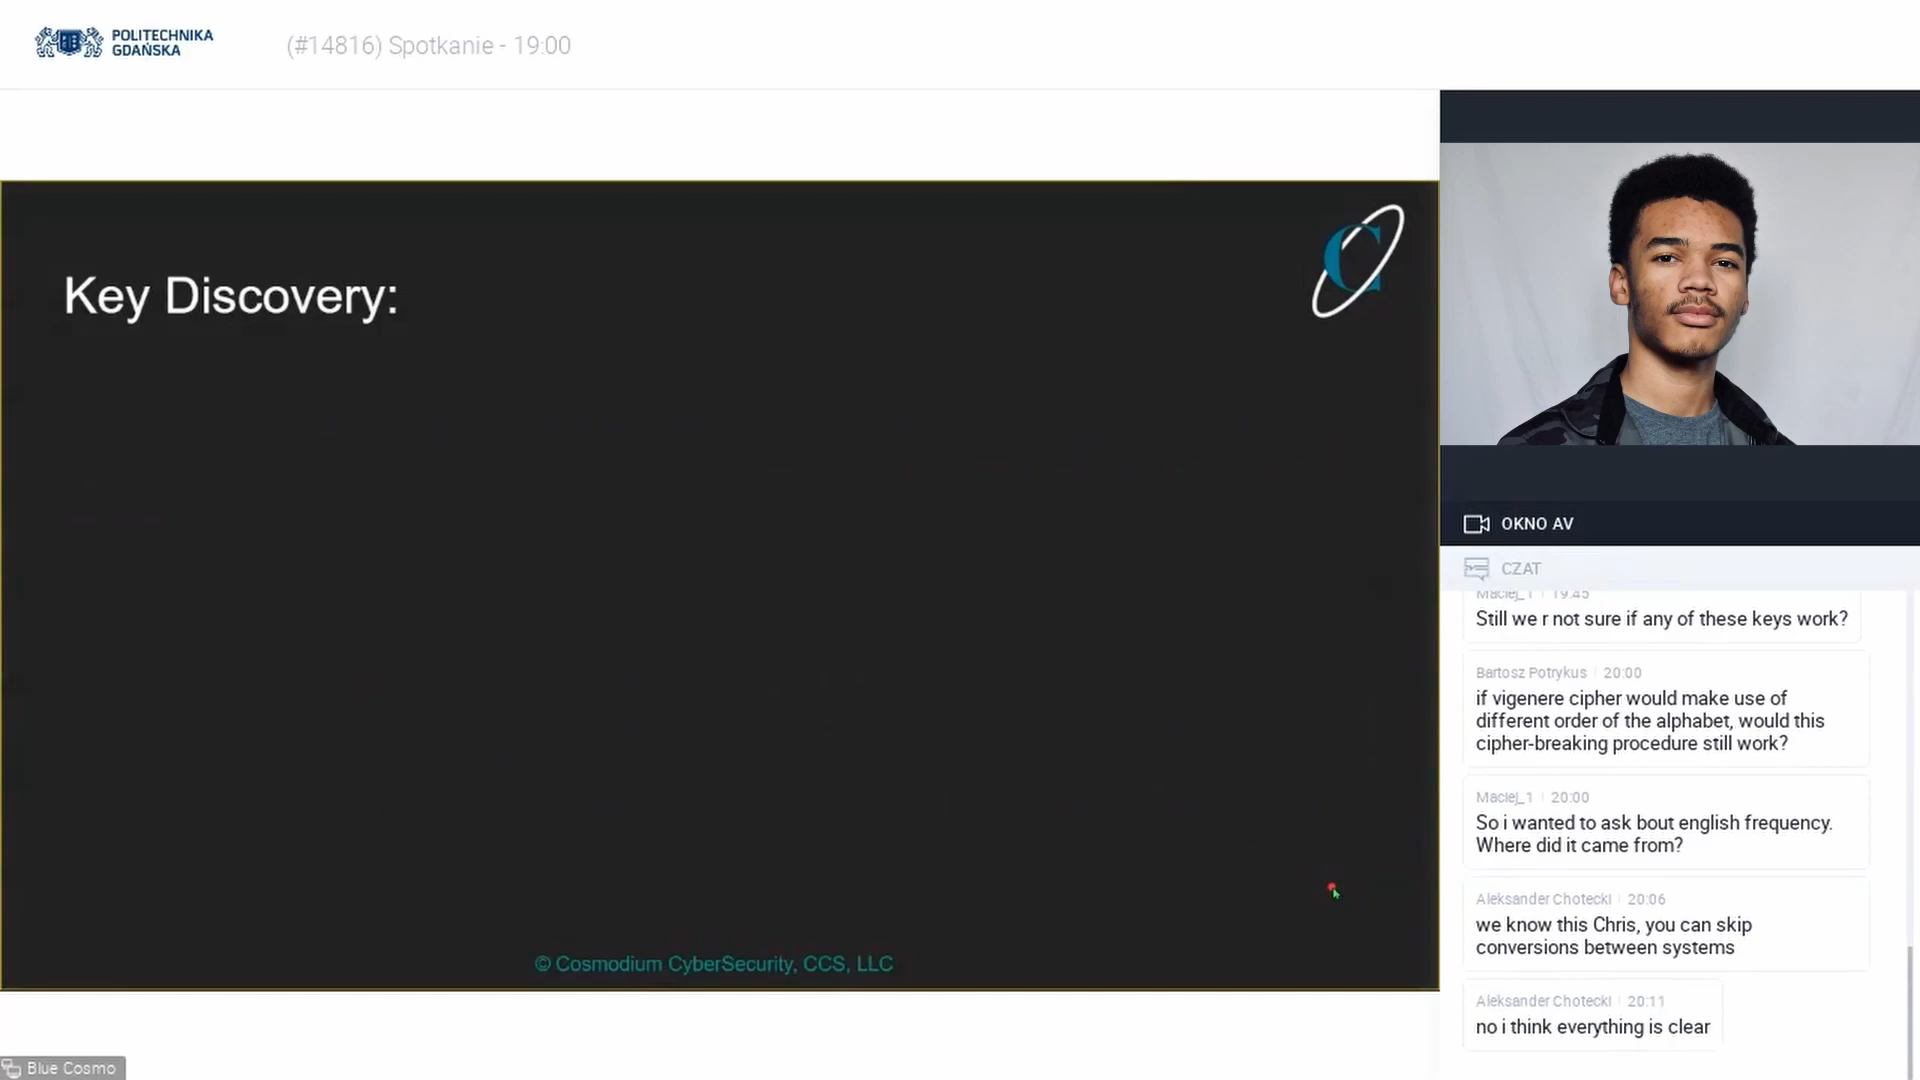 POLITECHNIKA
GDAŃSKA
(#14816) Spotkanie - 19:00
Key Discovery:
C
© Cosmodium CyberSecurity, CCS, LLC
Blue Cosmo
OKNO AV
CZAT
Maciej_1 19:45
Still we r not sure if any of these keys work?
Bartosz Potrykus 20:00
if vigenere cipher would make use of
different order of the alphabet, would this
cipher-breaking procedure still work?
Maciej_1 20:00
So i wanted to ask bout english frequency.
Where did it came from?
Aleksander Chotecki 20:06
we know this Chris, you can skip
conversions between systems
Aleksander Chotecki 20:11
no i think everything is clear